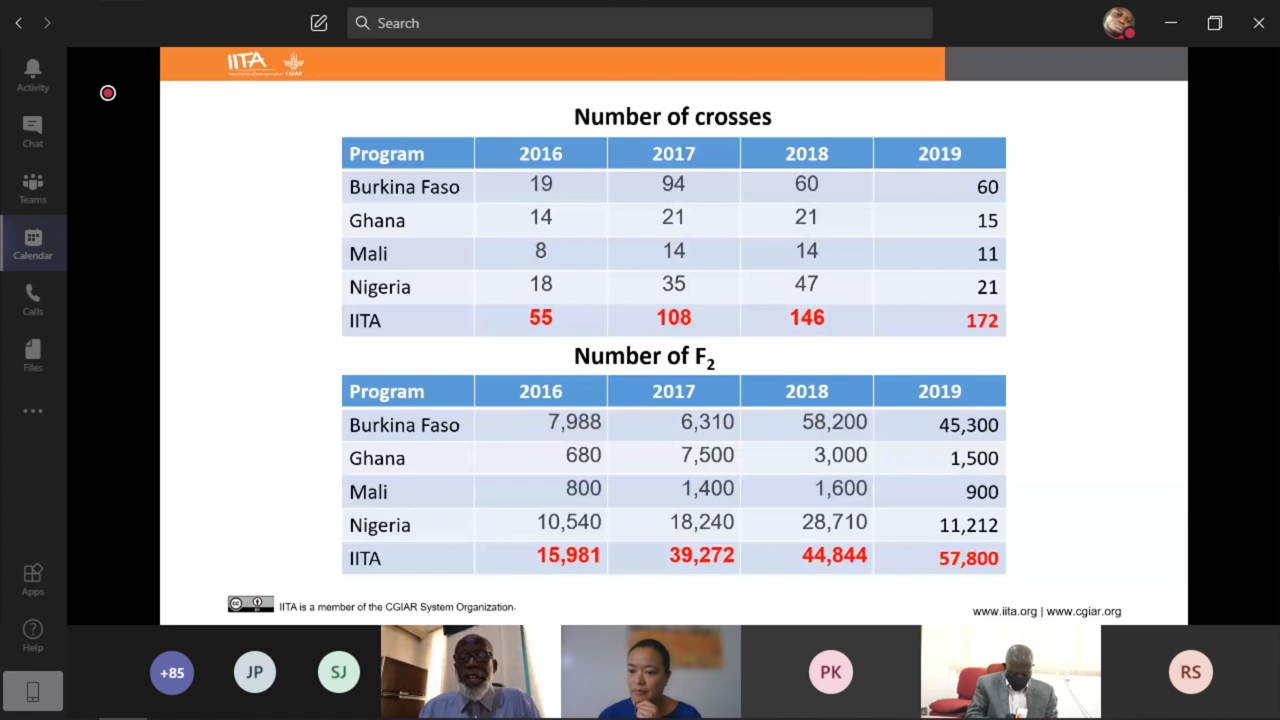 Search
Activity
Chat
Teams
Calendar
Calls
Files
Apps
Help
IITA
CGIAR
Number of crosses
Program 2016 2017 2018 2019
Burkina Faso 19 94 60 60
Ghana 14 21 21 15
Mali 8 14 14 11
Nigeria 18 35 47 21
IITA 55 108 146 172
Number of F₂
Program 2016 2017 2018 2019
Burkina Faso 7,988 6,310 58,200 45,300
Ghana 680 7,500 3,000 1,500
Mali 800 1,400 1,600 900
Nigeria 10,540 18,240 28,710 11,212
IITA 15,981 39,272 44,844 57,800
cc BY
IITA is a member of the CGIAR System Organization.
www.iita.org | www.cgiar.org
+85 JP SJ PK RS